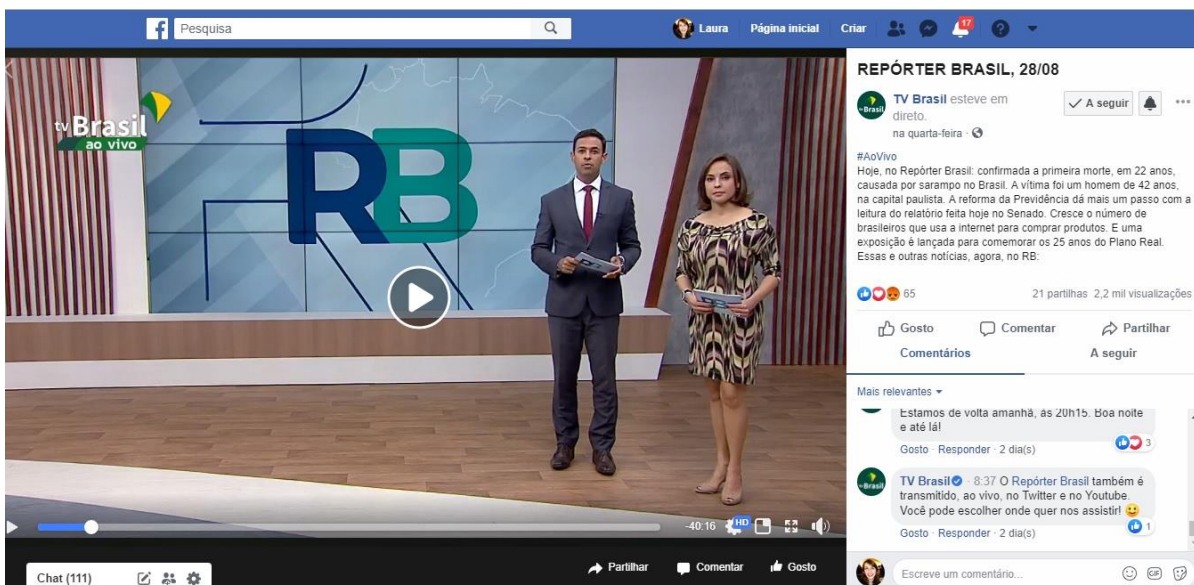 Pesquisa
Laura
Página inicial
Criar
17
tv Brasil
ao vivo
RB
RB
-40:16
HD
Partilhar
Comentar
Gosto
Chat (111)
REPÓRTER BRASIL, 28/08
TV Brasil esteve em
direto.
na quarta-feira ·
A seguir
#AoVivo
Hoje, no Repórter Brasil: confirmada a primeira morte, em 22 anos,
causada por sarampo no Brasil. A vítima foi um homem de 42 anos,
na capital paulista. A reforma da Previdência dá mais um passo com a
leitura do relatório feita hoje no Senado. Cresce o número de
brasileiros que usa a internet para comprar produtos. E uma
exposição é lançada para comemorar os 25 anos do Plano Real.
Essas e outras notícias, agora, no RB:
65
21 partilhas 2,2 mil visualizações
Gosto
Comentar
Partilhar
Comentários
A seguir
Mais relevantes
Estamos de volta amanhã, às 20h15. Boa noite
e até lá!
3
Gosto · Responder · 2 dia(s)
TV Brasil · 8:37 O Repórter Brasil também é
transmitido, ao vivo, no Twitter e no Youtube.
Você pode escolher onde quer nos assistir!
1
Gosto · Responder · 2 dia(s)
Escreve um comentário...
GIF